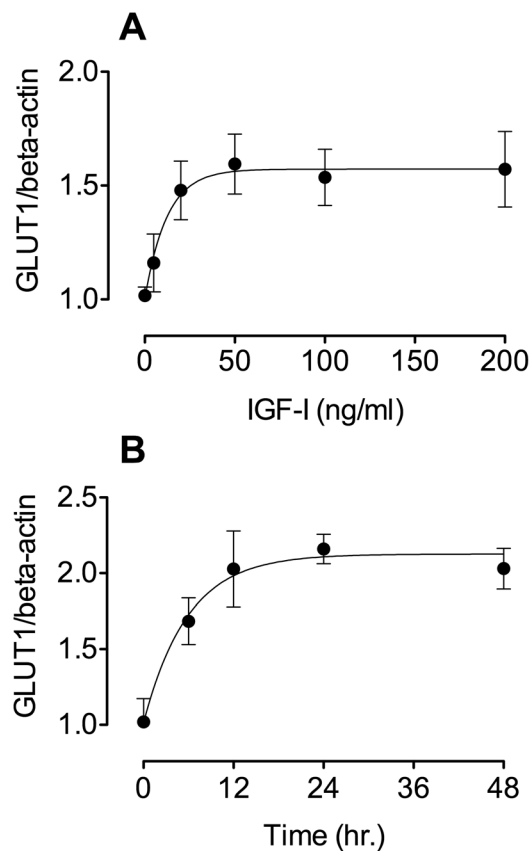 A
GLUT1/beta-actin
2.0
1.5
1.0
0 50 100 150 200
IGF-I (ng/ml)
B
GLUT1/beta-actin
2.5
2.0
1.5
1.0
0 12 24 36 48
Time (hr.)